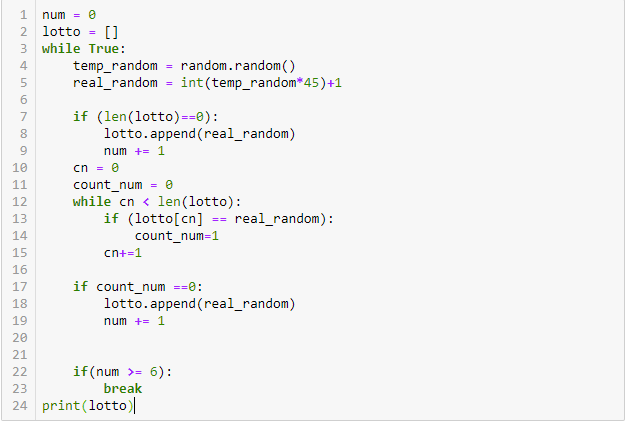 1 num = 0
2 lotto = []
3 while True:
4     temp_random = random.random()
5     real_random = int(temp_random*45)+1
6
7     if (len(lotto)==0):
8         lotto.append(real_random)
9         num += 1
10     cn = 0
11     count_num = 0
12     while cn < len(lotto):
13         if (lotto[cn] == real_random):
14             count_num=1
15         cn+=1
16
17     if count_num ==0:
18         lotto.append(real_random)
19         num += 1
20
21
22     if(num >= 6):
23         break
24 print(lotto)